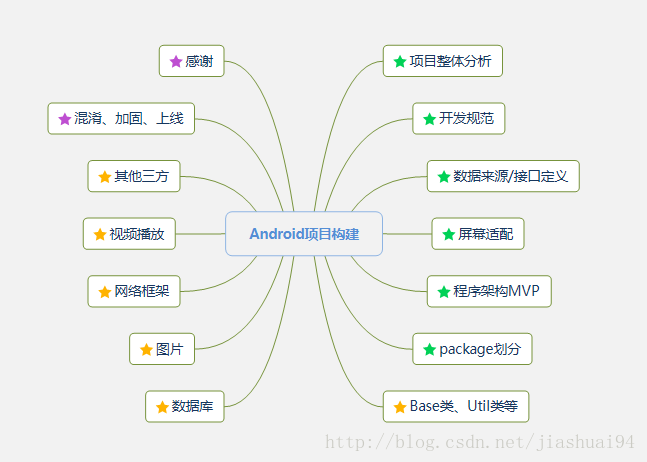 感谢
项目整体分析
混淆、加固、上线
开发规范
其他三方
数据来源/接口定义
视频播放
Android项目构建
屏幕适配
网络框架
程序架构MVP
图片
package划分
数据库
Base类、Util类等
http://blog.csdn.net/jiashuai94